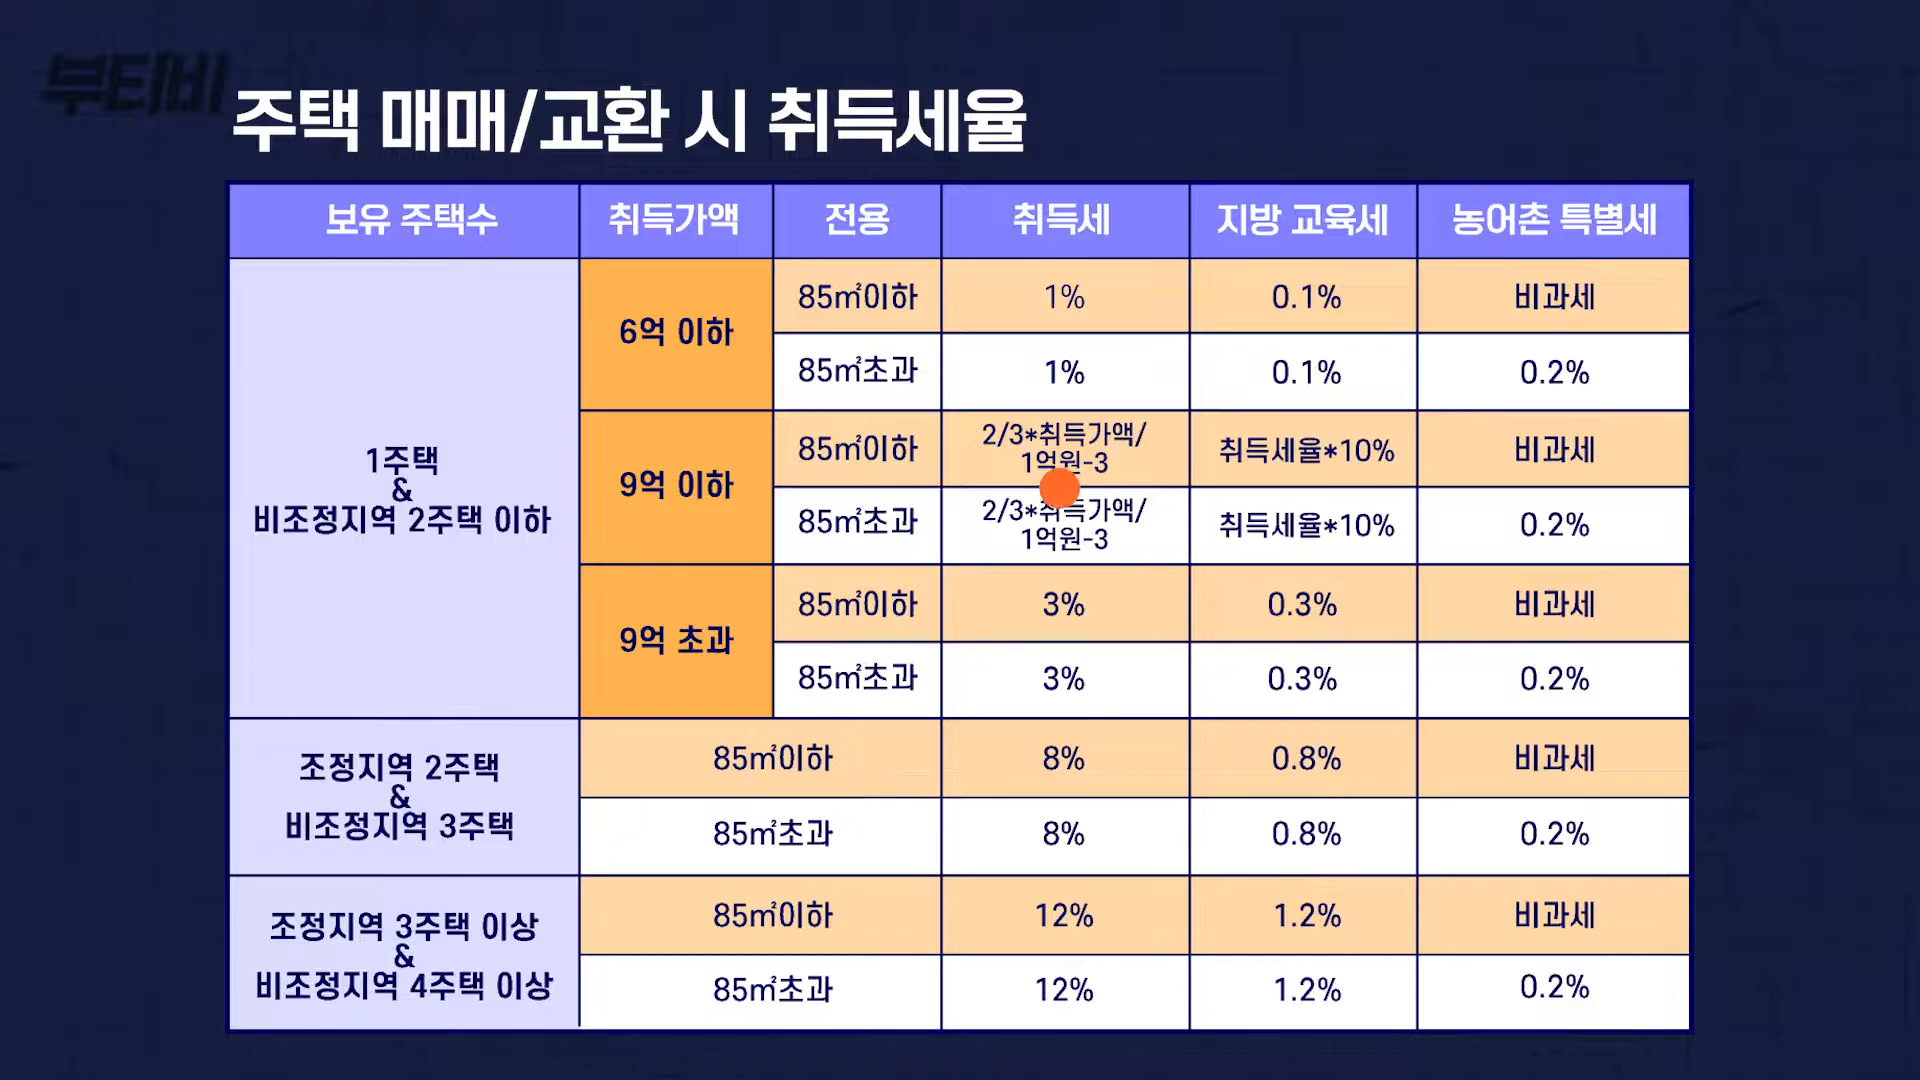 부티비
주택 매매/교환 시 취득세율
보유 주택수 취득가액 전용 취득세 지방 교육세 농어촌 특별세
1주택
&
비조정지역 2주택 이하
6억 이하
85㎡이하 1% 0.1% 비과세
85㎡초과 1% 0.1% 0.2%
9억 이하
85㎡이하 2/3*취득가액/
1억원-3 취득세율*10% 비과세
85㎡초과 2/3*취득가액/
1억원-3 취득세율*10% 0.2%
9억 초과
85㎡이하 3% 0.3% 비과세
85㎡초과 3% 0.3% 0.2%
조정지역 2주택
&
비조정지역 3주택
85㎡이하 8% 0.8% 비과세
85㎡초과 8% 0.8% 0.2%
조정지역 3주택 이상
&
비조정지역 4주택 이상
85㎡이하 12% 1.2% 비과세
85㎡초과 12% 1.2% 0.2%